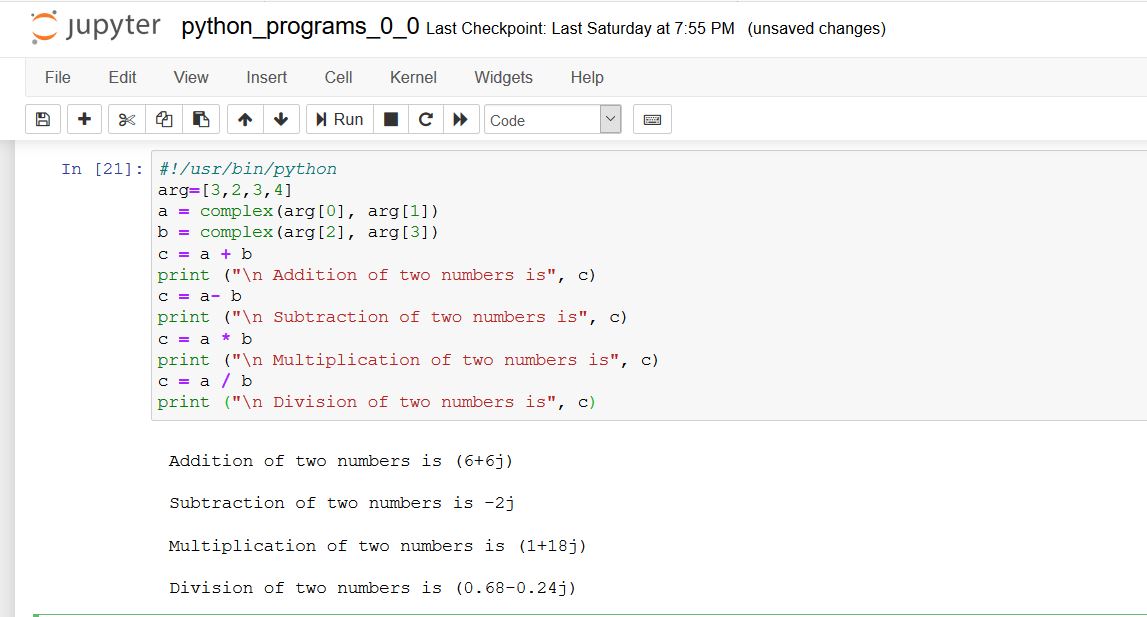 jupyter python_programs_0_0 Last Checkpoint: Last Saturday at 7:55 PM (unsaved changes)
File Edit View Insert Cell Kernel Widgets Help
Run Code
In [21]: #!/usr/bin/python
arg=[3,2,3,4]
a = complex(arg[0], arg[1])
b = complex(arg[2], arg[3])
c = a + b
print ("\n Addition of two numbers is", c)
c = a- b
print ("\n Subtraction of two numbers is", c)
c = a * b
print ("\n Multiplication of two numbers is", c)
c = a / b
print ("\n Division of two numbers is", c)
Addition of two numbers is (6+6j)
Subtraction of two numbers is -2j
Multiplication of two numbers is (1+18j)
Division of two numbers is (0.68-0.24j)